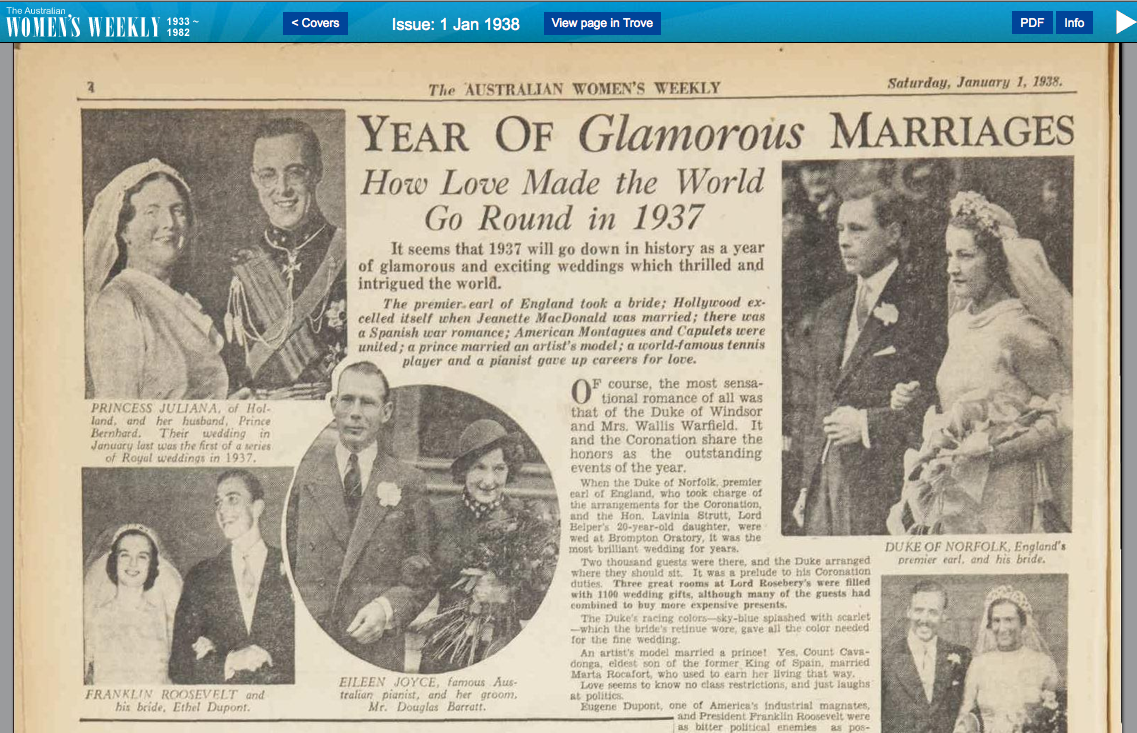 The Australian
WOMEN'S WEEKLY 1933 ~
1982
< Covers
Issue: 1 Jan 1938
View page in Trove
PDF
Info
The AUSTRALIAN WOMEN'S WEEKLY
Saturday, January 1, 1938.
YEAR OF Glamorous MARRIAGES
How Love Made the World
Go Round in 1937
It seems that 1937 will go down in history as a year
of glamorous and exciting weddings which thrilled and
intrigued the world.
The premier earl of England took a bride; Hollywood ex-
celled itself when Jeanette MacDonald was married; there was
a Spanish war romance; American Montagues and Capulets were
united; a prince married an artist's model; a world-famous tennis
player and a pianist gave up careers for love.
PRINCESS JULIANA, of Hol-
land, and her husband, Prince
Bernhard. Their wedding in
January last was the first of a series
of Royal weddings in 1937.
FRANKLIN ROOSEVELT and
his bride, Ethel Dupont.
EILEEN JOYCE, famous Aus-
tralian pianist, and her groom,
Mr. Douglas Barratt.
OF course, the most sensa-
tional romance of all was
that of the Duke of Windsor
and Mrs. Wallis Warfield. It
and the Coronation share the
honors as the outstanding
events of the year.
When the Duke of Norfolk, premier
earl of England, who took charge of
the arrangements for the Coronation,
and the Hon. Lavinia Strutt, Lord
Belper's 20-year-old daughter, were
wed at Brompton Oratory, it was the
most brilliant wedding for years.
Two thousand guests were there, and the Duke arranged
where they should sit. It was a prelude to his Coronation
duties. Three great rooms at Lord Rosebery's were filled
with 1100 wedding gifts, although many of the guests had
combined to buy more expensive presents.
The Duke's racing colors—sky-blue splashed with scarlet
—which the bride's retinue wore, gave all the color needed
for the fine wedding.
An artist's model married a prince! Yes, Count Cava-
donga, eldest son of the former King of Spain, married
Marta Rocafort, who used to earn her living that way.
Love seems to know no class restrictions, and just laughs
at politics.
Eugene Dupont, one of America's industrial magnates,
and President Franklin Roosevelt were
as bitter political enemies as pos-
DUKE OF NORFOLK, England's
premier earl, and his bride.